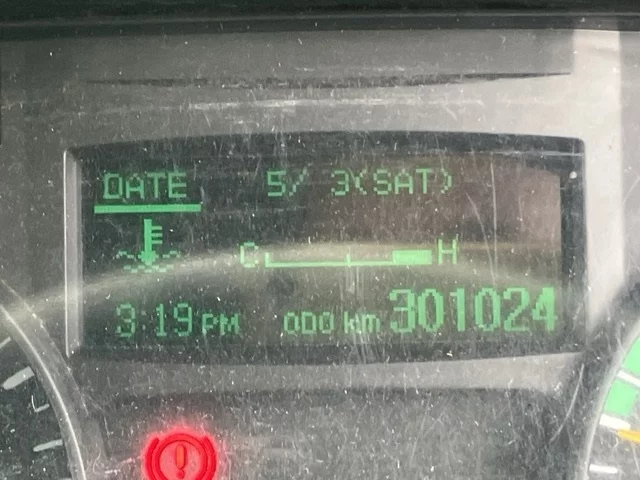 DATE 5/ 3(SAT)
C H
3:19 PM ODO km 301024